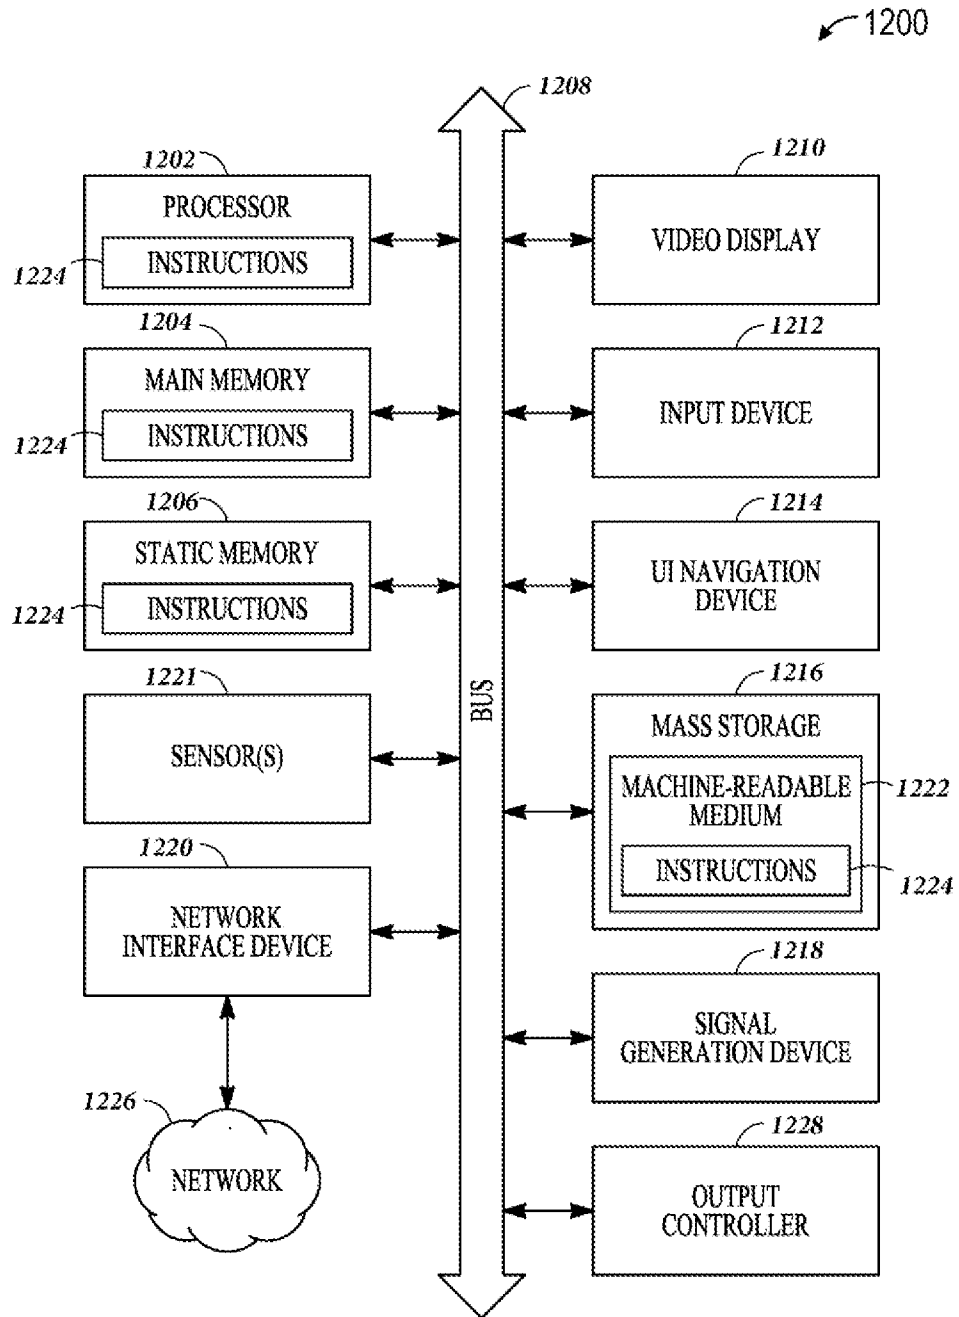 1200
1208
1202
PROCESSOR
INSTRUCTIONS
1224
1204
MAIN MEMORY
INSTRUCTIONS
1224
1206
STATIC MEMORY
INSTRUCTIONS
1224
1221
SENSOR(S)
1220
NETWORK
INTERFACE DEVICE
1226
NETWORK
BUS
1210
VIDEO DISPLAY
1212
INPUT DEVICE
1214
UI NAVIGATION
DEVICE
1216
MASS STORAGE
MACHINE-READABLE
MEDIUM
1222
INSTRUCTIONS
1224
1218
SIGNAL
GENERATION DEVICE
1228
OUTPUT
CONTROLLER